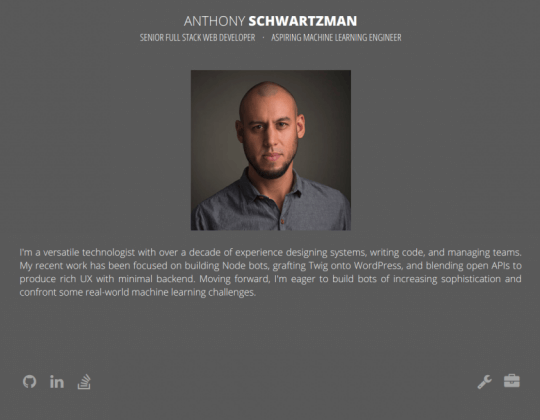 ANTHONY SCHWARTZMAN
SENIOR FULL STACK WEB DEVELOPER · ASPIRING MACHINE LEARNING ENGINEER
I'm a versatile technologist with over a decade of experience designing systems, writing code, and managing teams.
My recent work has been focused on building Node bots, grafting Twig onto WordPress, and blending open APIs to
produce rich UX with minimal backend. Moving forward, I'm eager to build bots of increasing sophistication and
confront some real-world machine learning challenges.
in